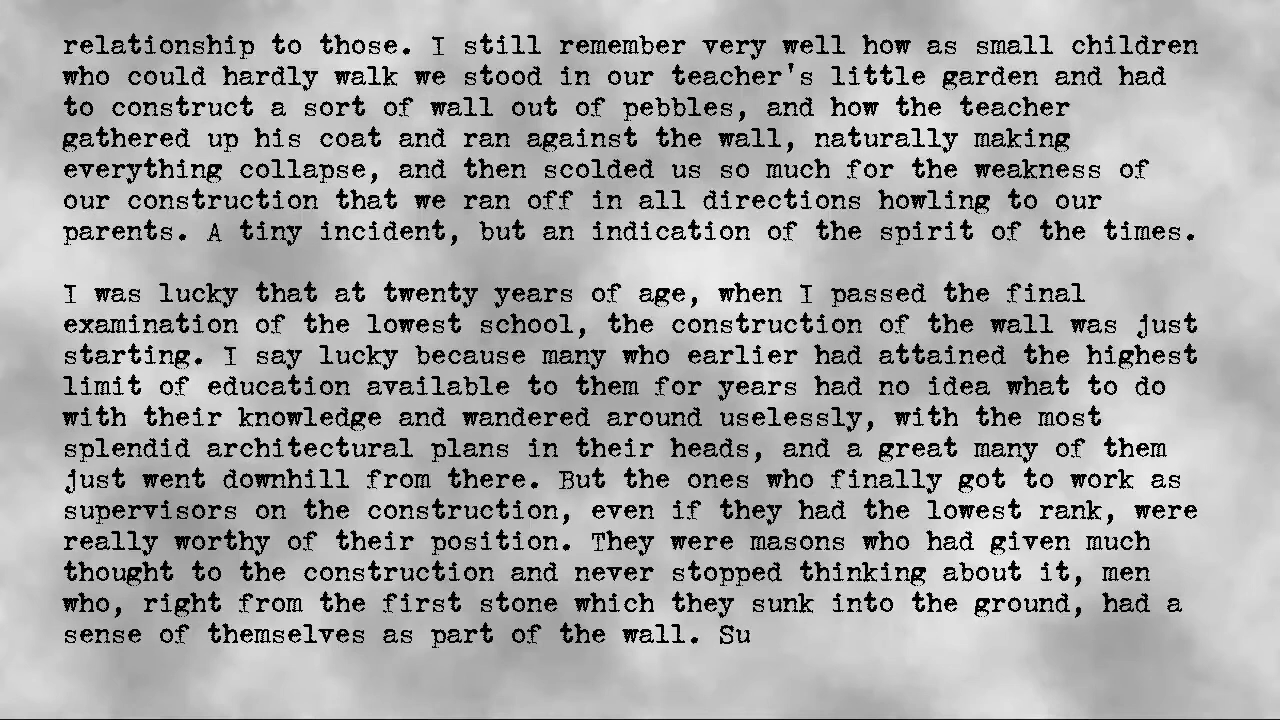 relationship to those. I still remember very well how as small children
who could hardly walk we stood in our teacher's little garden and had
to construct a sort of wall out of pebbles, and how the teacher
gathered up his coat and ran against the wall, naturally making
everything collapse, and then scolded us so much for the weakness of
our construction that we ran off in all directions howling to our
parents. A tiny incident, but an indication of the spirit of the times.

I was lucky that at twenty years of age, when I passed the final
examination of the lowest school, the construction of the wall was just
starting. I say lucky because many who earlier had attained the highest
limit of education available to them for years had no idea what to do
with their knowledge and wandered around uselessly, with the most
splendid architectural plans in their heads, and a great many of them
just went downhill from there. But the ones who finally got to work as
supervisors on the construction, even if they had the lowest rank, were
really worthy of their position. They were masons who had given much
thought to the construction and never stopped thinking about it, men
who, right from the first stone which they sunk into the ground, had a
sense of themselves as part of the wall. Su